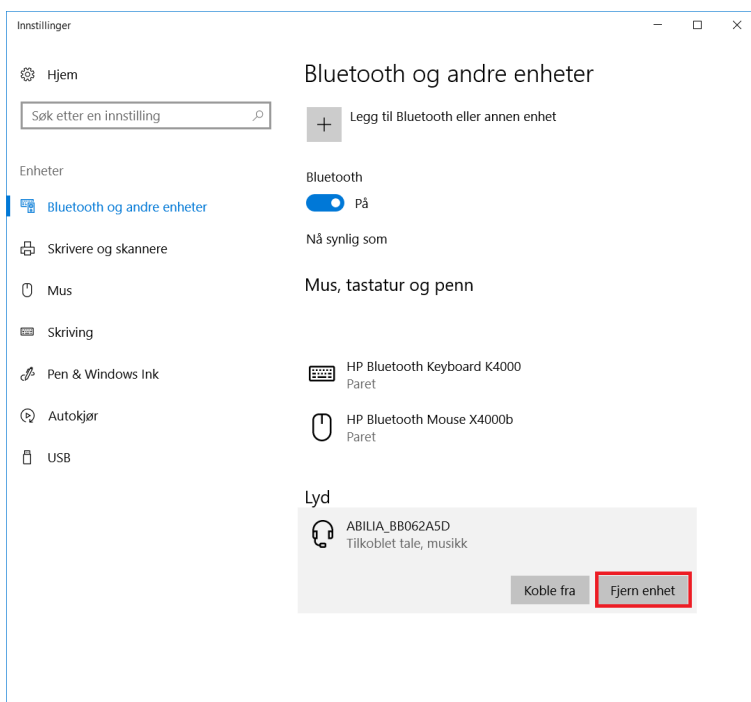 Innstillinger
Hjem
Søk etter en innstilling
Enheter
Bluetooth og andre enheter
Skrivere og skannere
Mus
Skriving
Pen & Windows Ink
Autokjør
USB
Bluetooth og andre enheter
Legg til Bluetooth eller annen enhet
Bluetooth
På
Nå synlig som
Mus, tastatur og penn
HP Bluetooth Keyboard K4000
Paret
HP Bluetooth Mouse X4000b
Paret
Lyd
ABILIA_BB062A5D
Tilkoblet tale, musikk
Koble fra
Fjern enhet